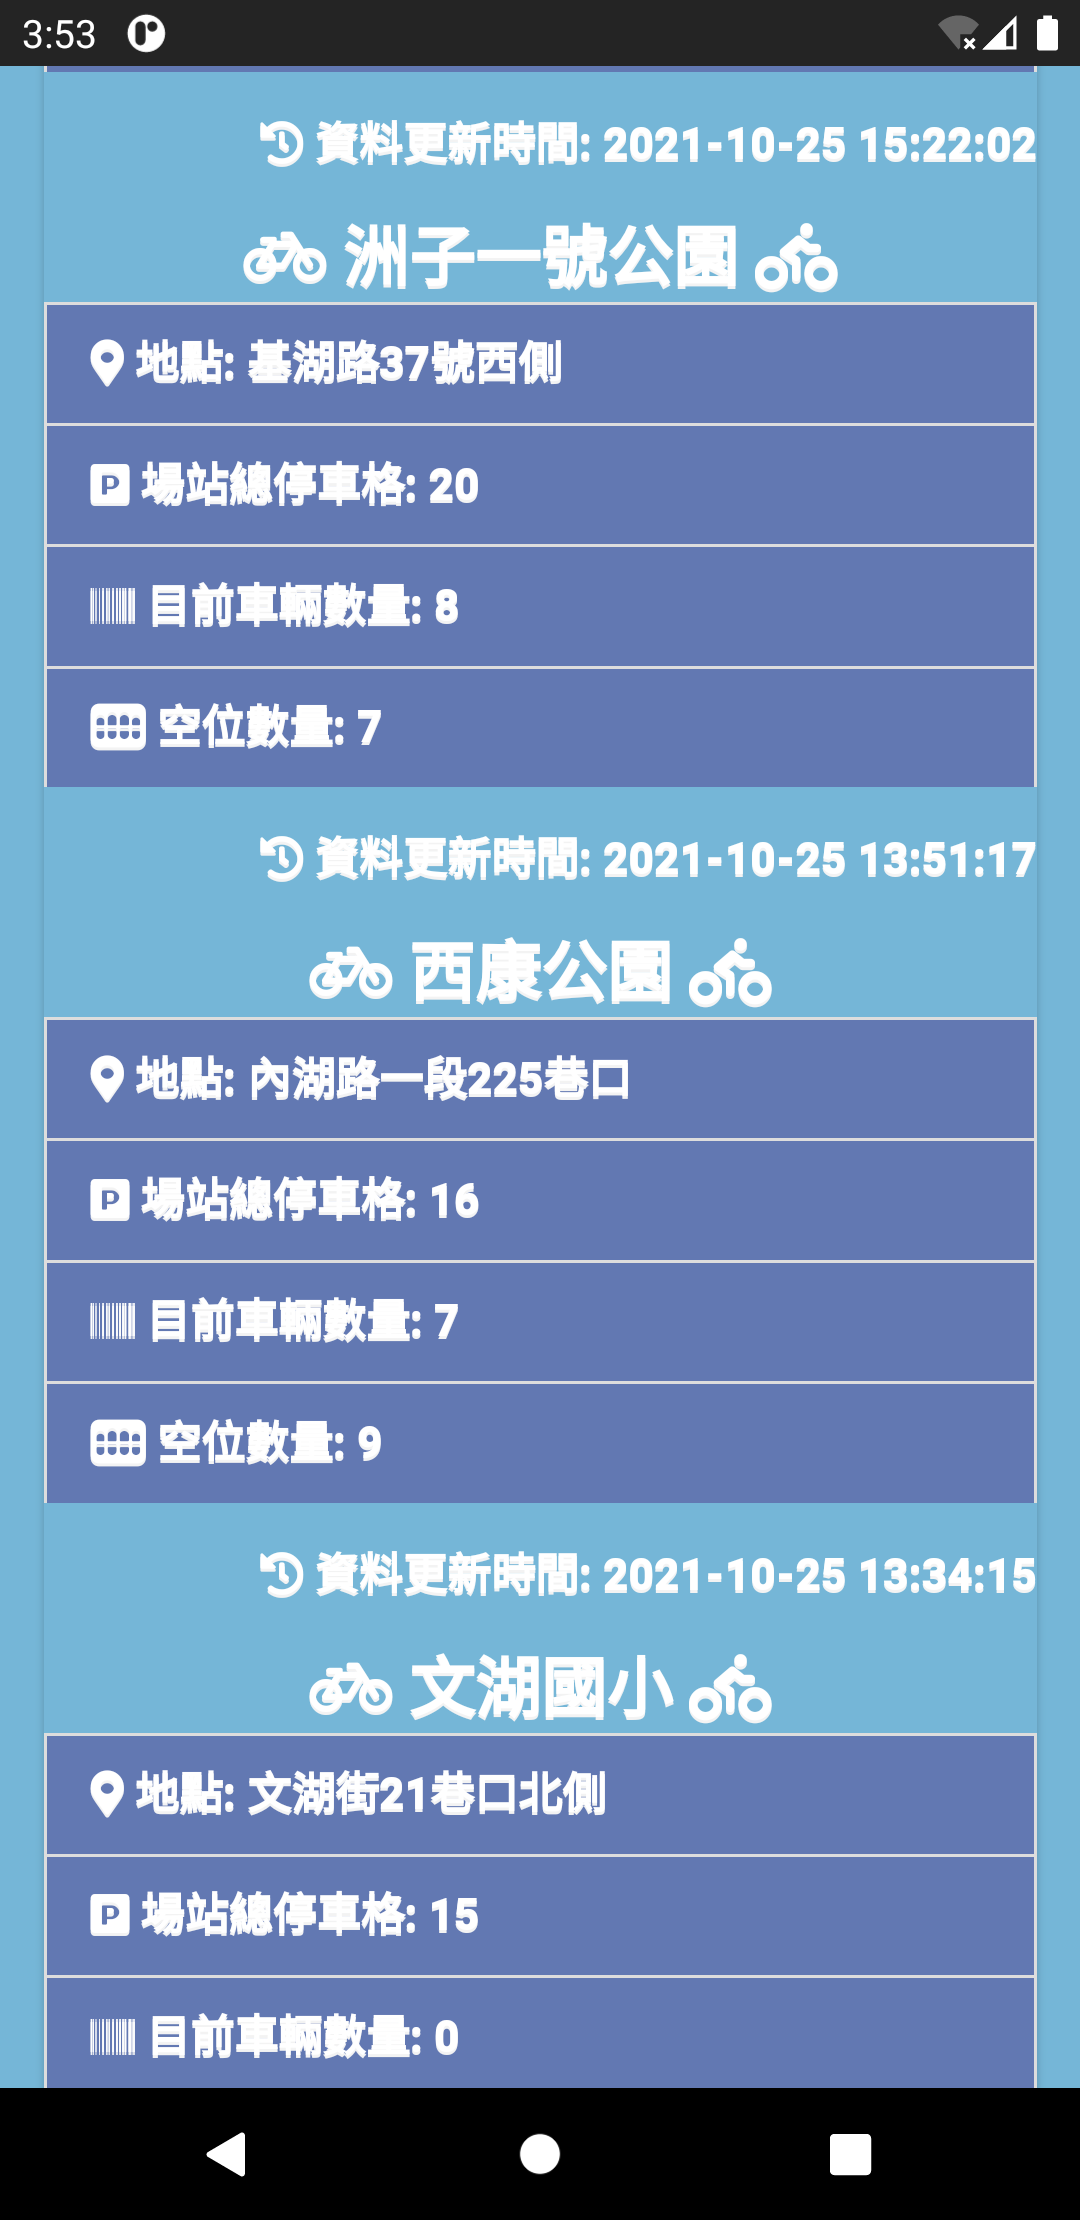 3:53
資料更新時間: 2021-10-25 15:22:02
洲子一號公園
地點: 基湖路37號西側
P 場站總停車格: 20
目前車輛數量: 8
空位數量: 7
資料更新時間: 2021-10-25 13:51:17
西康公園
地點: 內湖路一段225巷口
P 場站總停車格: 16
目前車輛數量: 7
空位數量: 9
資料更新時間: 2021-10-25 13:34:15
文湖國小
地點: 文湖街21巷口北側
P 場站總停車格: 15
目前車輛數量: 0